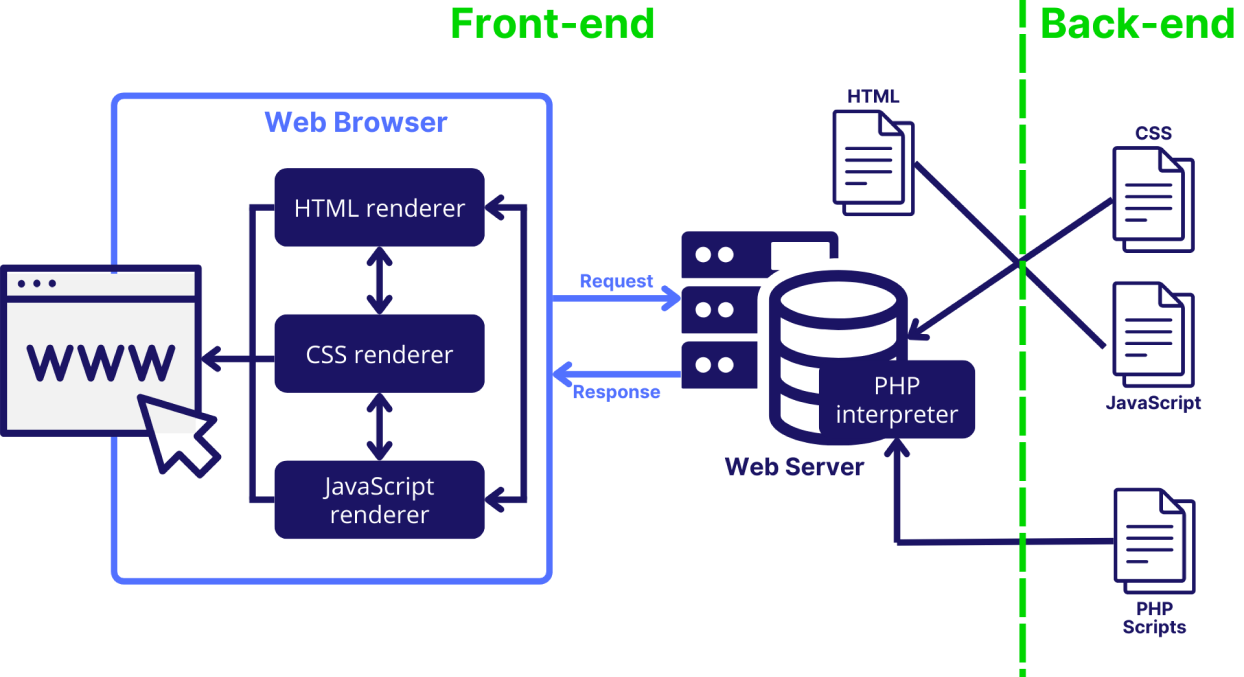 Front-end
Back-end
Web Browser
HTML
CSS
HTML renderer
Request
WWW
CSS renderer
Response
PHP
interpreter
JavaScript
Web Server
JavaScript
renderer
PHP
Scripts